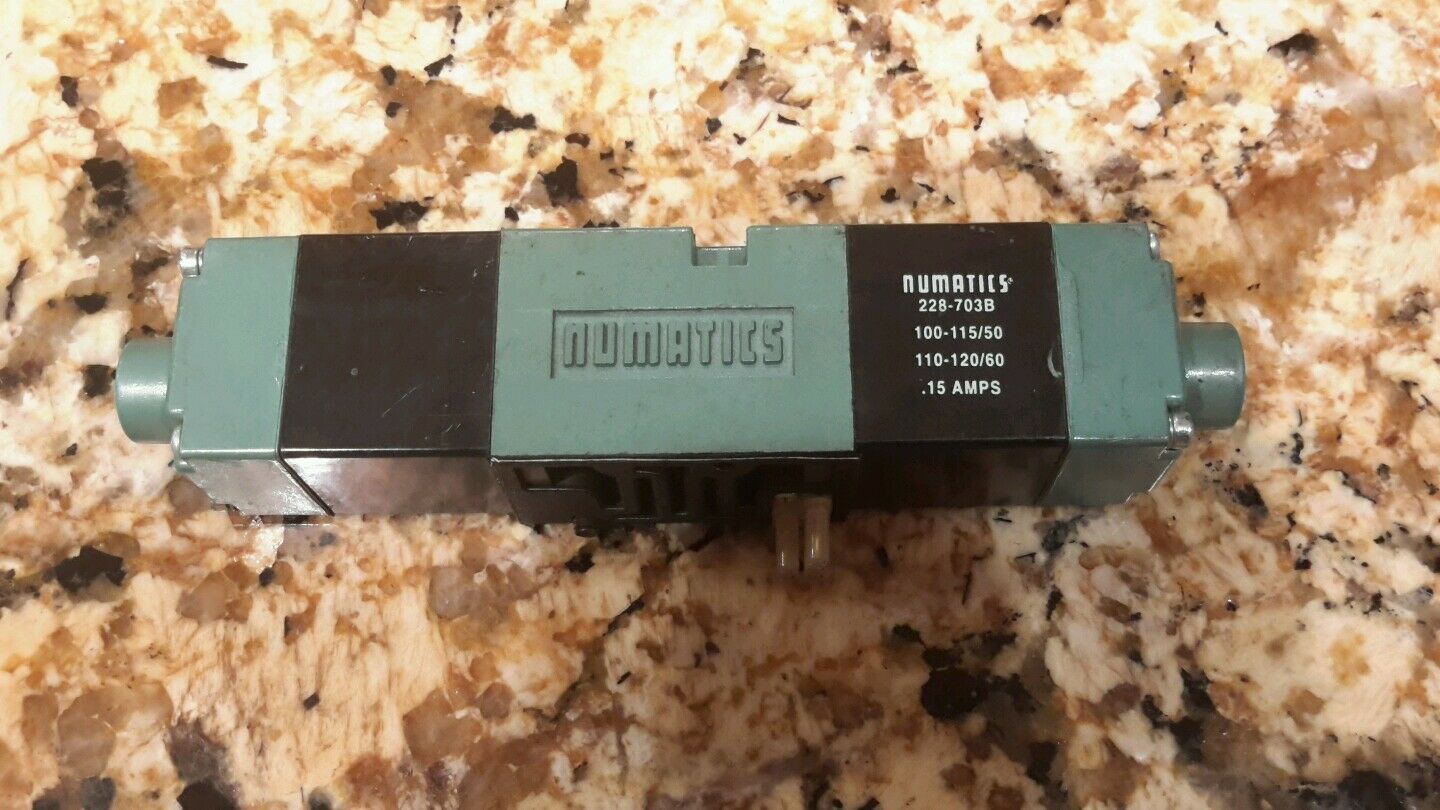 NUMATICS
NUMATICS®
228-703B
100-115/50
110-120/60
.15 AMPS